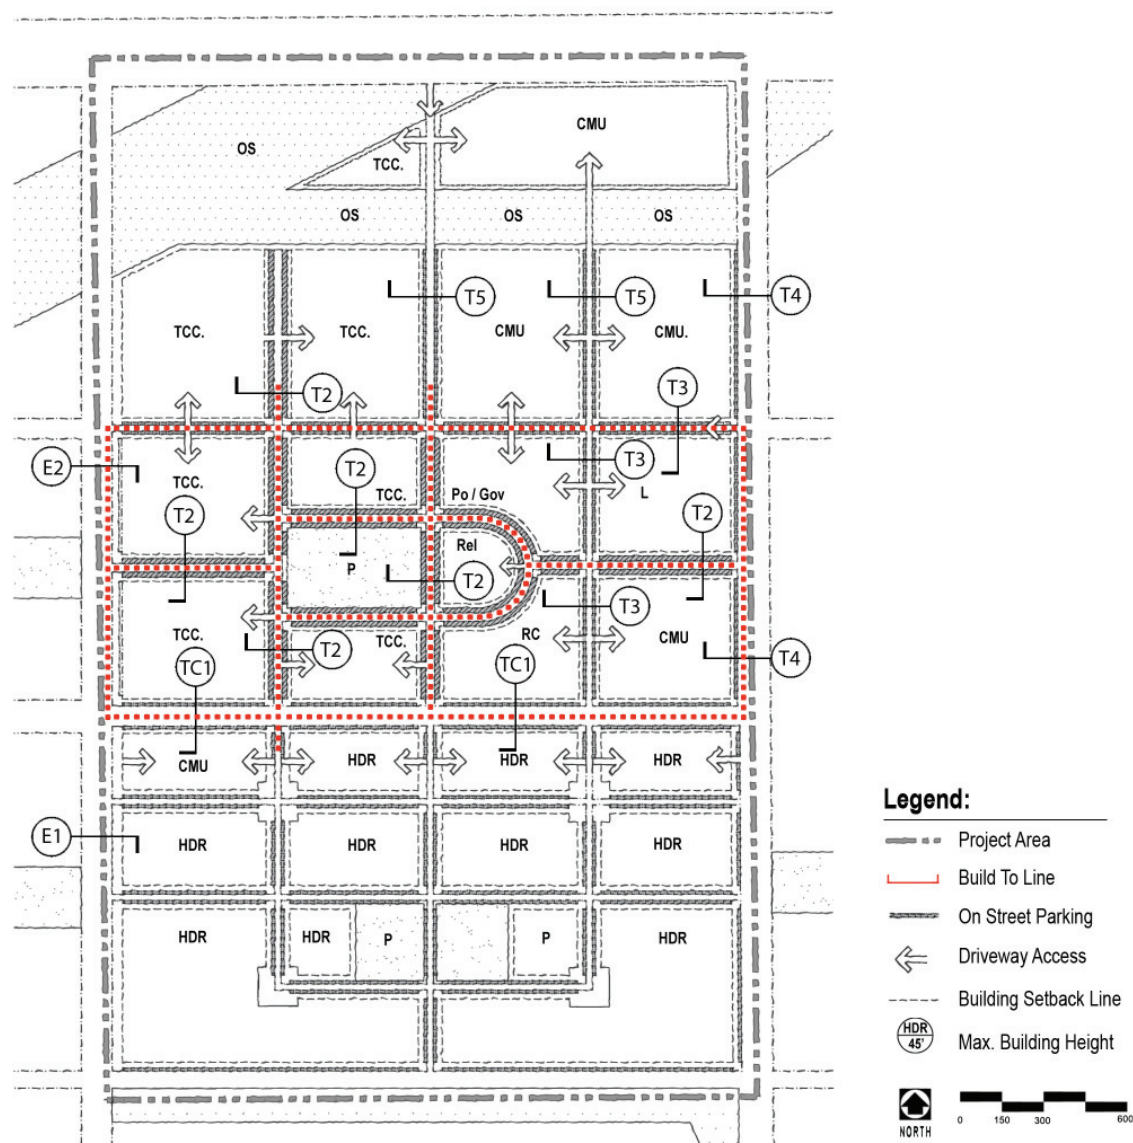 CMU
OS
TCC.
OS
OS
OS
T5
T5
T4
TCC.
TCC.
CMU
CMU.
T2
T3
E2
T2
T3
TCC.
TCC.
Po / Gov
L
T2
T2
Rel
P
T2
T3
TCC.
T2
TCC.
RC
CMU
T4
TC1
TC1
CMU
HDR
HDR
HDR
E1
HDR
HDR
HDR
HDR
HDR
HDR
P
P
HDR
Legend:
Project Area
Build To Line
On Street Parking
Driveway Access
Building Setback Line
HDR
45'
Max. Building Height
NORTH
0 150 300 600